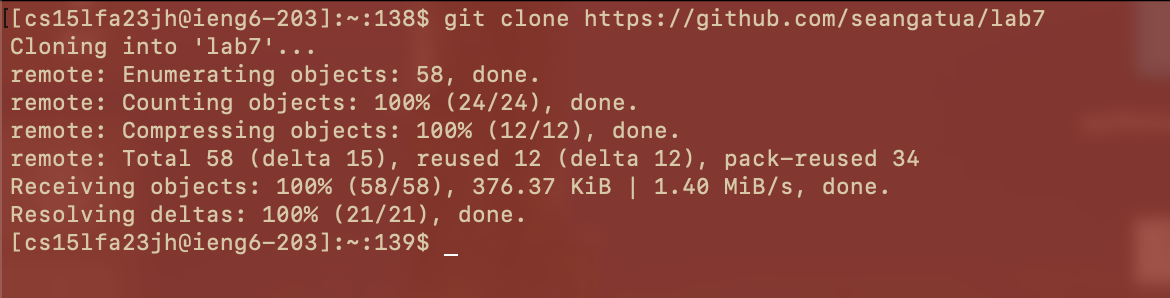 [cs15lfa23jh@ieng6-203]:~:138$ git clone https://github.com/seangatua/lab7
Cloning into 'lab7'...
remote: Enumerating objects: 58, done.
remote: Counting objects: 100% (24/24), done.
remote: Compressing objects: 100% (12/12), done.
remote: Total 58 (delta 15), reused 12 (delta 12), pack-reused 34
Receiving objects: 100% (58/58), 376.37 KiB | 1.40 MiB/s, done.
Resolving deltas: 100% (21/21), done.
[cs15lfa23jh@ieng6-203]:~:139$ _